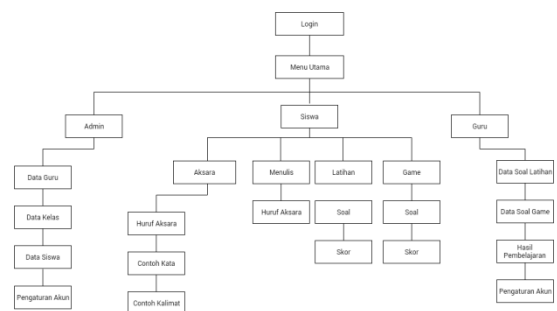 Login
Menu Utama
Admin
Siswa
Guru
Aksara
Menulis
Latihan
Game
Data Guru
Data Kelas
Data Siswa
Pengaturan Akun
Huruf Aksara
Contoh Kata
Contoh Kalimat
Huruf Aksara
Soal
Skor
Soal
Skor
Data Soal Latihan
Data Soal Game
Hasil
Pembelajaran
Pengaturan Akun